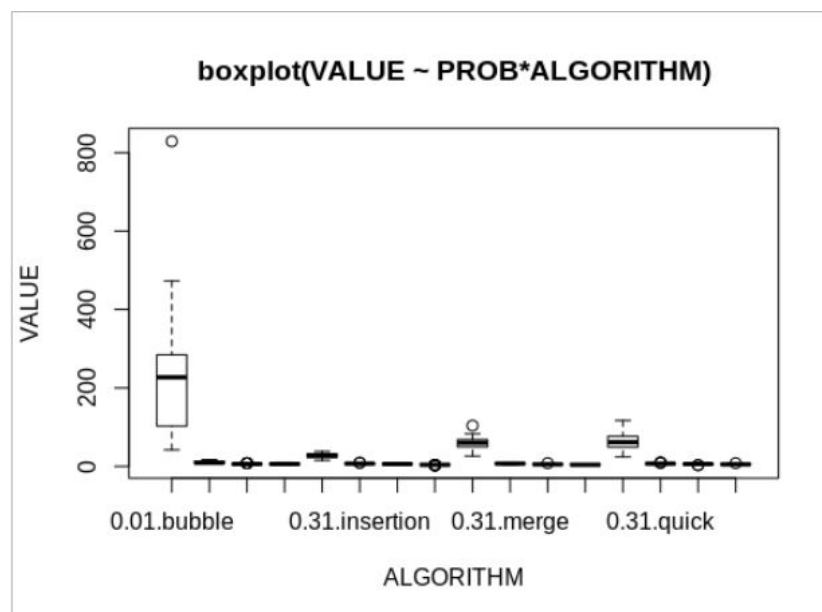 boxplot(VALUE ~ PROB*ALGORITHM)
VALUE
800
600
400
200
0
0.01.bubble 0.31.insertion 0.31.merge 0.31.quick
ALGORITHM